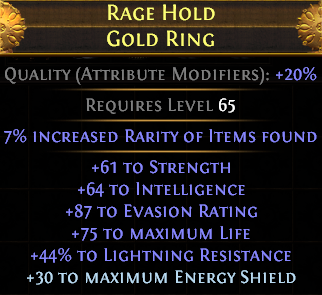 Rage Hold
Gold Ring
Quality (Attribute Modifiers): +20%
Requires Level 65
7% increased Rarity of Items found
+61 to Strength
+64 to Intelligence
+87 to Evasion Rating
+75 to maximum Life
+44% to Lightning Resistance
+30 to maximum Energy Shield